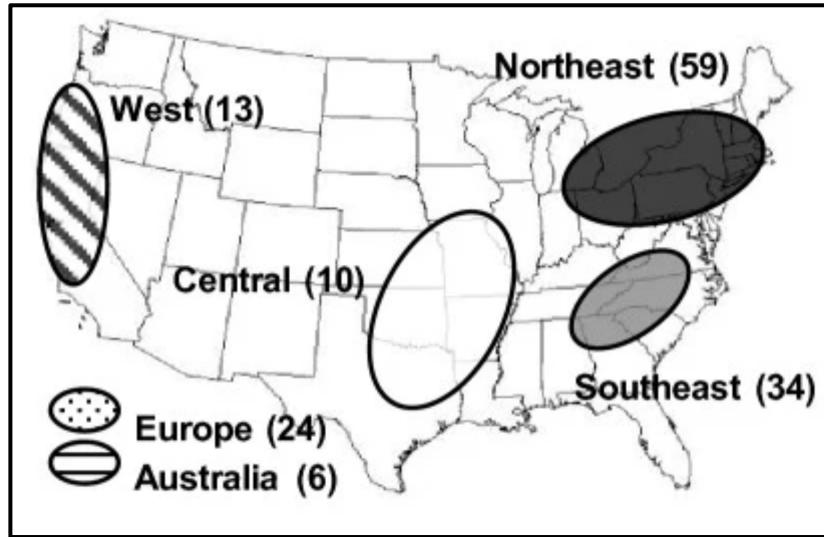 Northeast (59)
West (13)
Central (10)
Southeast (34)
Europe (24)
Australia (6)